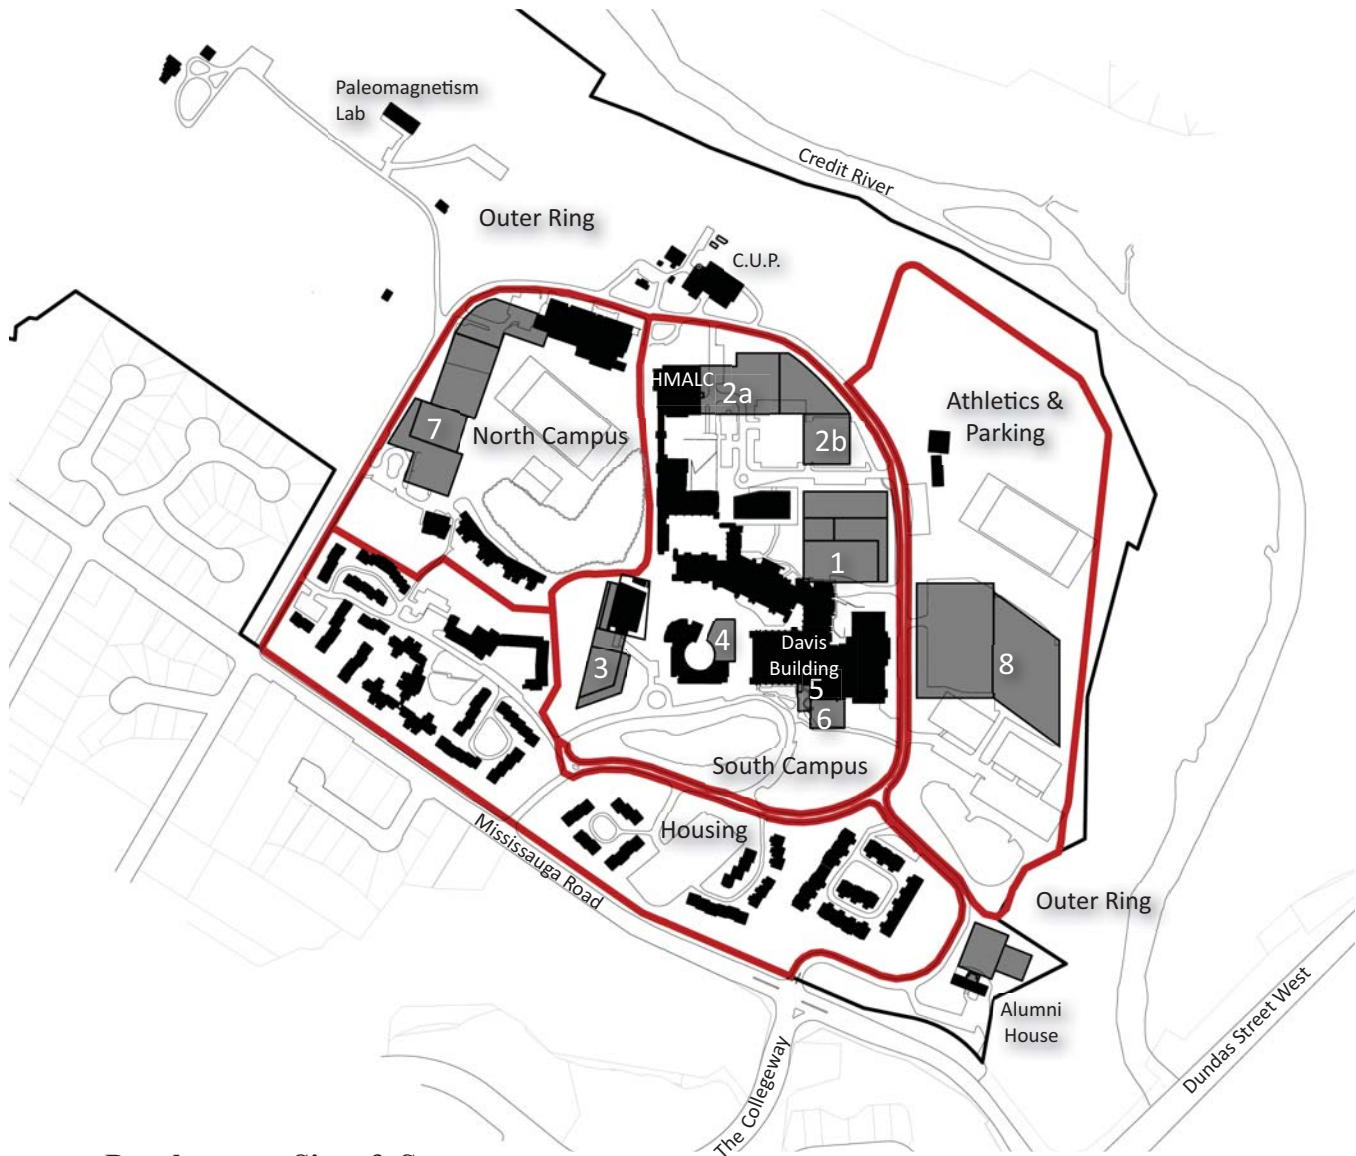 Paleomagnetism
Lab
Credit River
Outer Ring
C.U.P.
HMALC
2a
Athletics &
Parking
7
North Campus
2b
1
4
Davis
Building
3
8
5
6
South Campus
Housing
Mississauga Road
Outer Ring
Alumni
House
Dundas Street West
The Collegeway